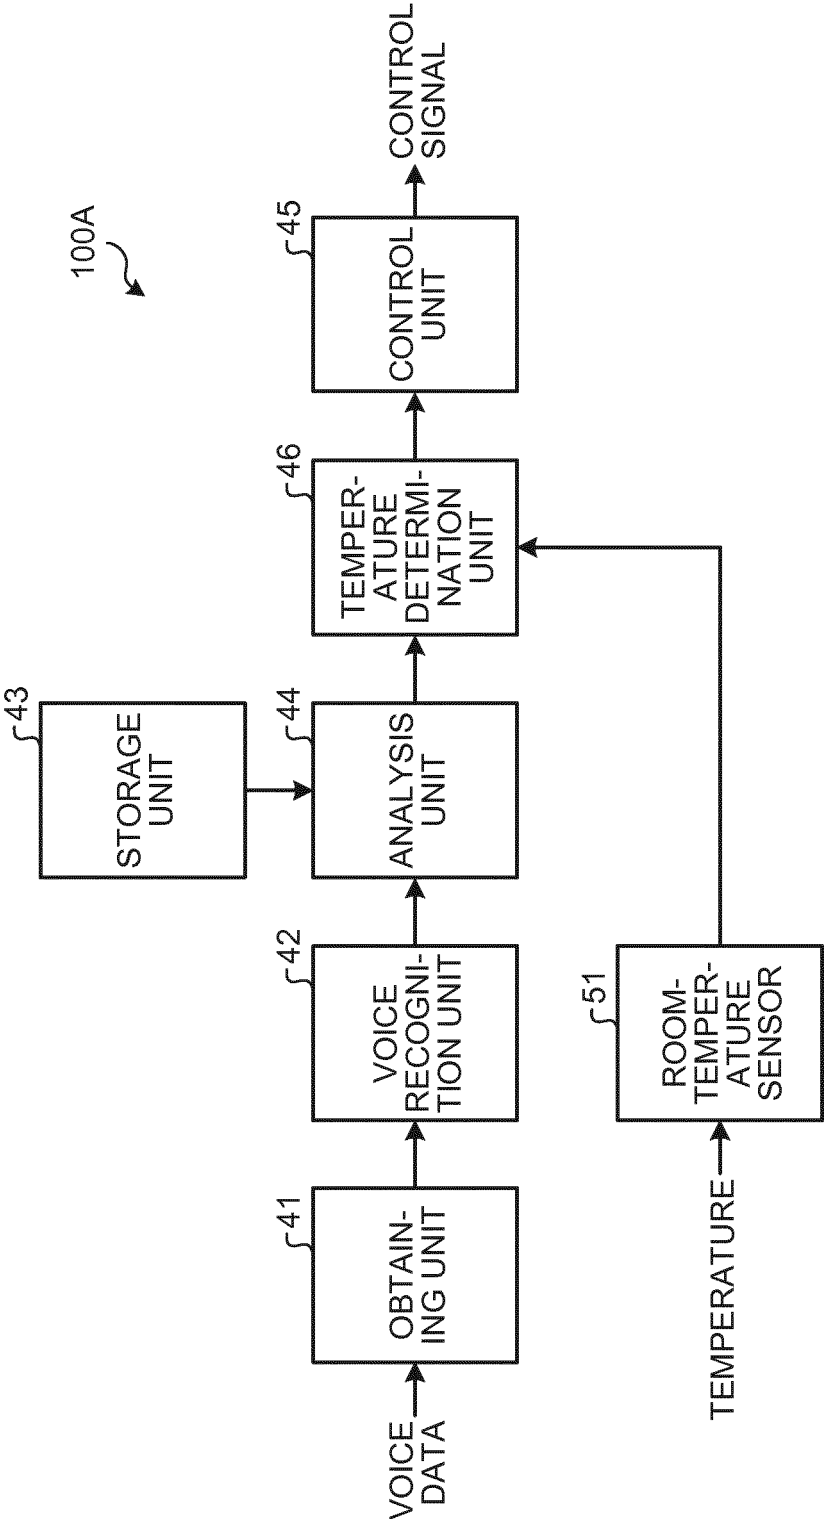 100A
43
STORAGE
UNIT
VOICE
DATA
41
OBTAIN-
ING UNIT
42
VOICE
RECOGNI-
TION UNIT
44
ANALYSIS
UNIT
46
TEMPER-
ATURE
DETERMI-
NATION
UNIT
45
CONTROL
UNIT
CONTROL
SIGNAL
TEMPERATURE
51
ROOM-
TEMPER-
ATURE
SENSOR